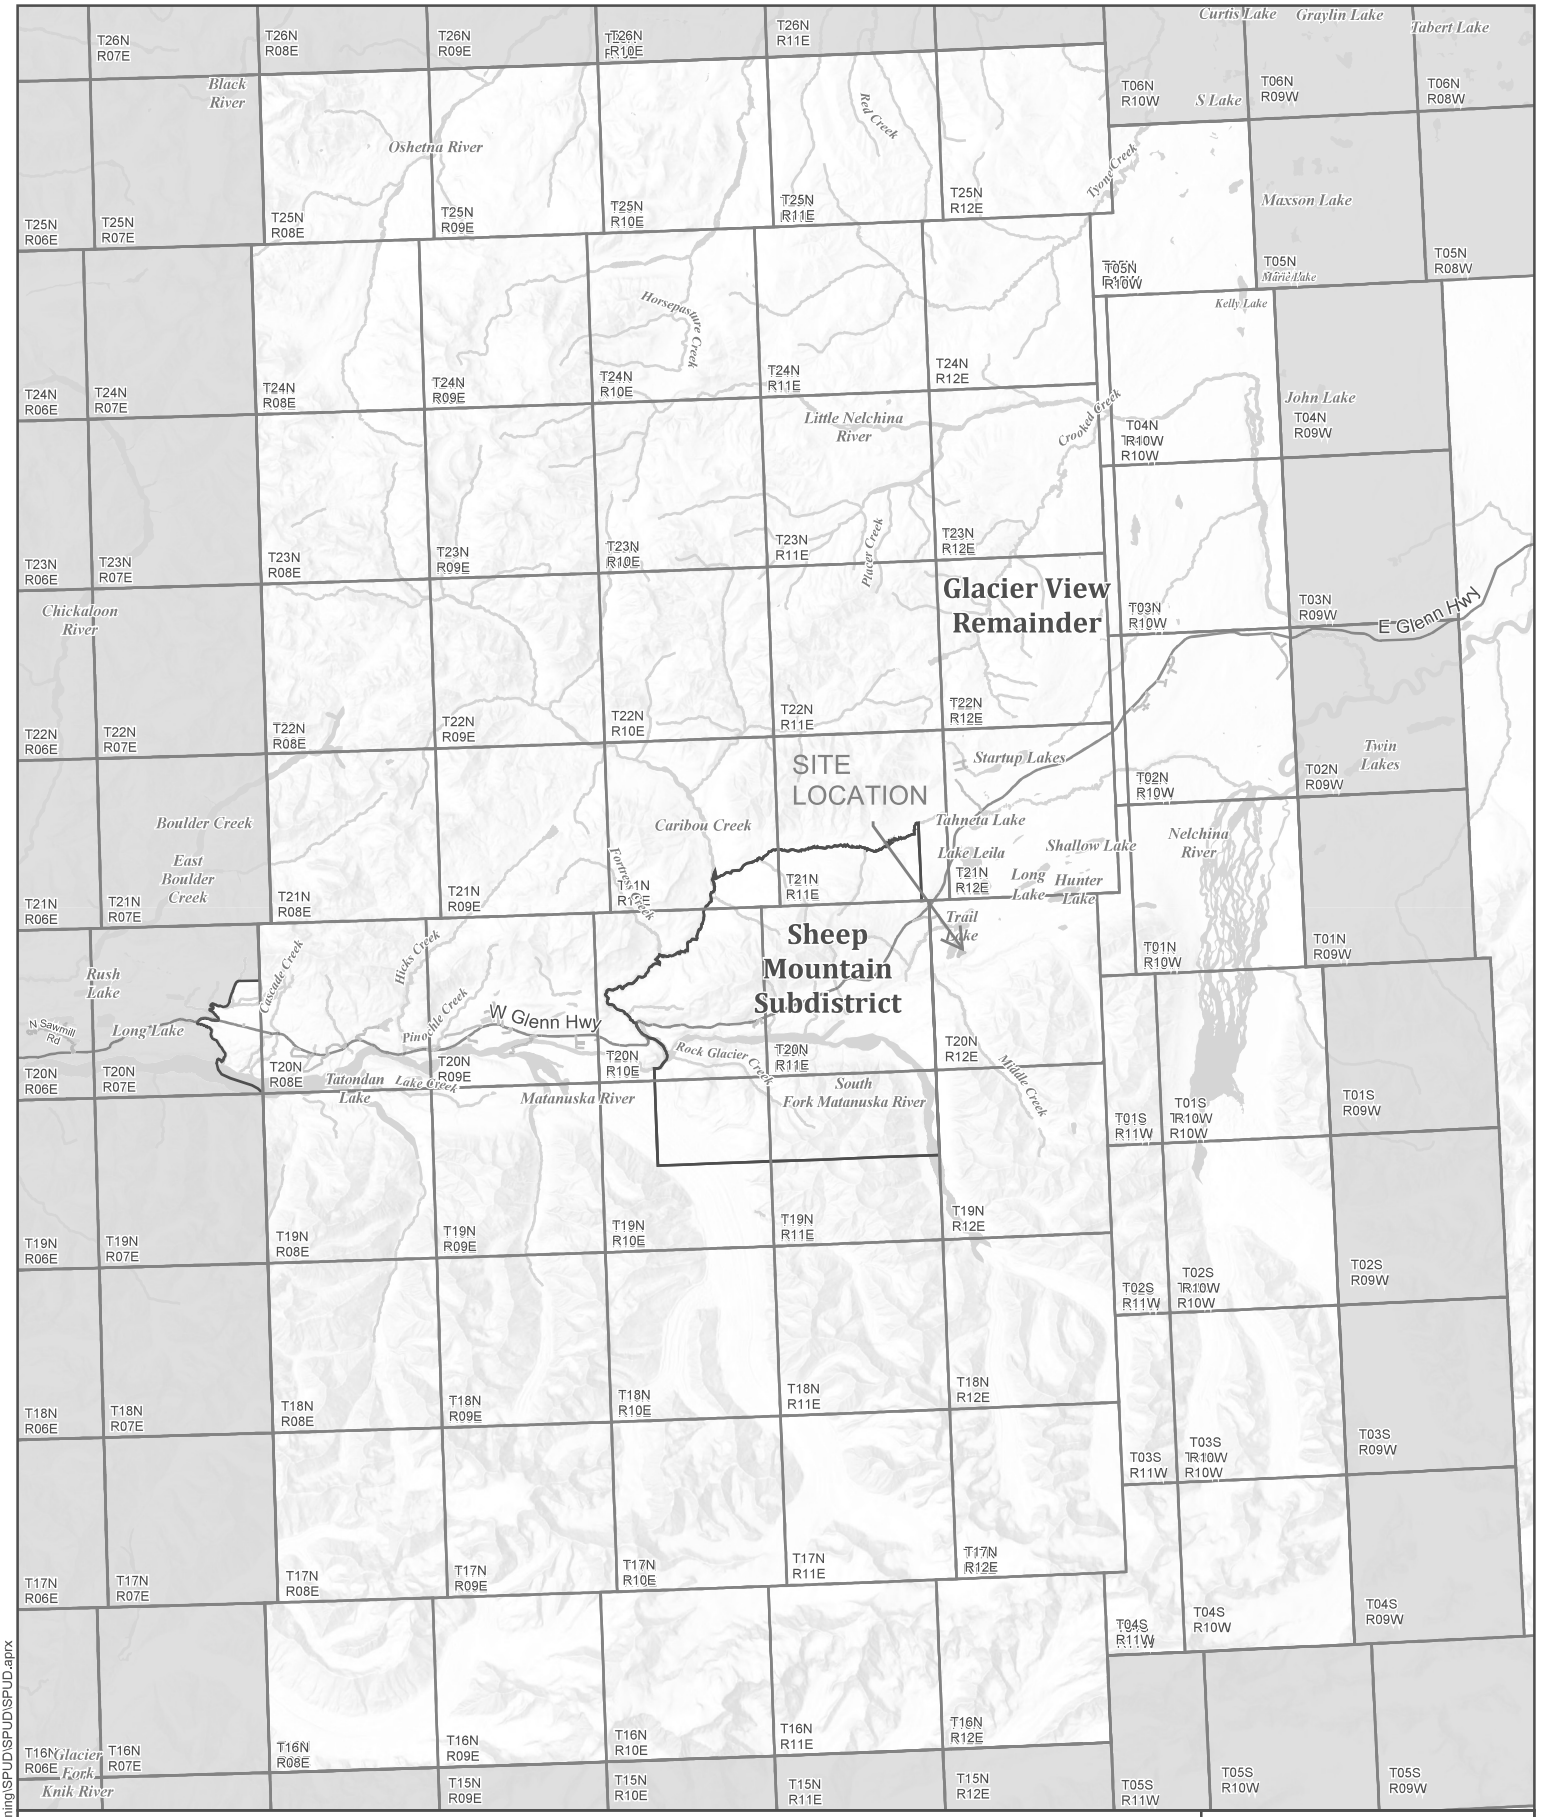 Curtis Lake
Graylin Lake
Tabert Lake
T26N
R07E
T26N
R08E
T26N
R09E
T26N
R10E
T26N
R11E
T06N
R10W
S Lake
T06N
R09W
T06N
R08W
Black
River
Oshetna River
Red Creek
Tyone Creek
Maxson Lake
T25N
R06E
T25N
R07E
T25N
R08E
T25N
R09E
T25N
R10E
T25N
R11E
T25N
R12E
T05N
R10W
T05N
R09W
Marie Lake
T05N
R08W
Kelly Lake
Horsepasture Creek
T24N
R06E
T24N
R07E
T24N
R08E
T24N
R09E
T24N
R10E
T24N
R11E
T24N
R12E
John Lake
T04N
R09W
Little Nelchina
River
Crooked Creek
T04N
R10W
R10W
Placer Creek
T23N
R06E
T23N
R07E
T23N
R08E
T23N
R09E
T23N
R10E
T23N
R11E
T23N
R12E
Glacier View
Remainder
T03N
R10W
T03N
R09W
E Glenn Hwy
Chickaloon
River
T22N
R06E
T22N
R07E
T22N
R08E
T22N
R09E
T22N
R10E
T22N
R11E
T22N
R12E
SITE
LOCATION
Startup Lakes
T02N
R10W
T02N
R09W
Twin
Lakes
Boulder Creek
East
Boulder
Creek
Caribou Creek
Fortress Creek
Tahneta Lake
Lake Leila
Shallow Lake
Long
Lake
Hunter
Lake
Nelchina
River
T21N
R06E
T21N
R07E
T21N
R08E
T21N
R09E
T21N
R10E
T21N
R11E
T21N
R12E
Trail
Lake
T01N
R10W
T01N
R09W
Sheep
Mountain
Subdistrict
Rush
Lake
N Sawmill
Rd
Long Lake
Cascade Creek
Hicks Creek
Pinochle Creek
W Glenn Hwy
Rock Glacier Creek
Middle Creek
T20N
R06E
T20N
R07E
T20N
R08E
T20N
R09E
T20N
R10E
T20N
R11E
T20N
R12E
Tatondan
Lake
Lake Creek
Matanuska River
South
Fork Matanuska River
T01S
R11W
T01S
R10W
R10W
T01S
R09W
T19N
R06E
T19N
R07E
T19N
R08E
T19N
R09E
T19N
R10E
T19N
R11E
T19N
R12E
T02S
R11W
T02S
R10W
R10W
T02S
R09W
T18N
R06E
T18N
R07E
T18N
R08E
T18N
R09E
T18N
R10E
T18N
R11E
T18N
R12E
T03S
R11W
T03S
R10W
R10W
T03S
R09W
T17N
R06E
T17N
R07E
T17N
R08E
T17N
R09E
T17N
R10E
T17N
R11E
T17N
R12E
T04S
R11W
T04S
R10W
T04S
R09W
T16N
R06E
Glacier
Fork
Knik River
T16N
R07E
T16N
R08E
T16N
R09E
T16N
R10E
T16N
R11E
T16N
R12E
T15N
R09E
T15N
R10E
T15N
R11E
T15N
R12E
T05S
R11W
T05S
R10W
T05S
R09W
ning\SPUD\SPUD\SPUD.aprx